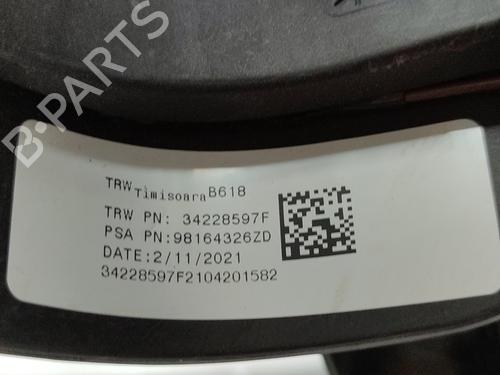 B-PARTS
TRW Timisoara B618
TRW PN: 34228597F
PSA PN:98164326ZD
DATE:2/11/2021
34228597F2104201582